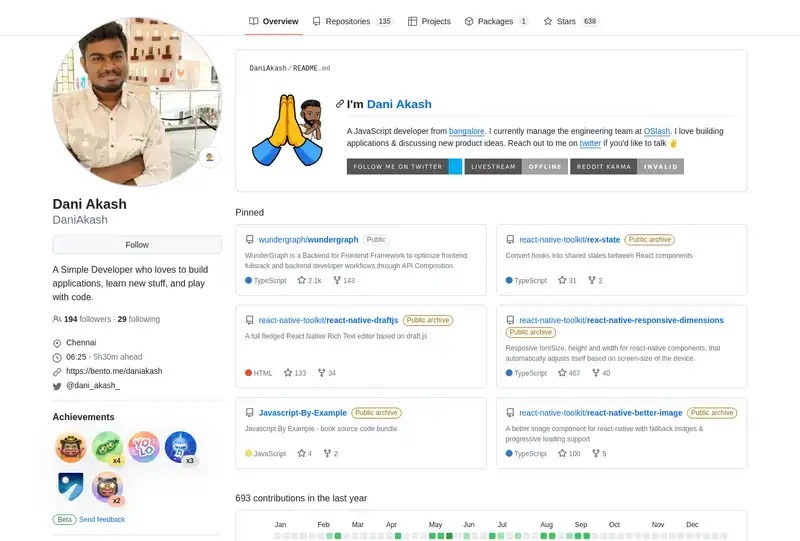 Overview
Repositories 135
Projects
Packages 1
Stars 638
DaniAkash / README.md
I'm Dani Akash
A JavaScript developer from bangalore. I currently manage the engineering team at OSlash. I love building
applications & discussing new product ideas. Reach out to me on twitter if you'd like to talk ✌
FOLLOW ME ON TWITTER
LIVESTREAM OFFLINE
REDDIT KARMA INVALID
Dani Akash
DaniAkash
Follow
A Simple Developer who loves to build
applications, learn new stuff, and play
with code.
194 followers · 29 following
Chennai
06:25 - 5h30m ahead
https://bento.me/daniakash
@dani_akash_
Achievements
x4
YOLO
x3
x2
Beta Send feedback
Pinned
wundergraph/wundergraph Public
WunderGraph is a Backend for Frontend Framework to optimize frontend,
fullstack and backend developer workflows through API Composition.
TypeScript 2.1k 143
react-native-toolkit/rex-state Public archive
Convert hooks into shared states between React components
TypeScript 31 2
react-native-toolkit/react-native-draftjs Public archive
A full fledged React Native Rich Text editor based on draft.js
HTML 133 34
react-native-toolkit/react-native-responsive-dimensions
Public archive
Resposive fontSize, height and width for react-native components, that
automatically adjusts itself based on screen-size of the device.
TypeScript 467 40
Javascript-By-Example Public archive
Javascript By Example - book source code bundle
JavaScript 4 2
react-native-toolkit/react-native-better-image Public archive
A better image component for react-native with fallback images &
progressive loading support
TypeScript 100 5
693 contributions in the last year
Jan Feb Mar Apr May Jun Jul Aug Sep Oct Nov Dec